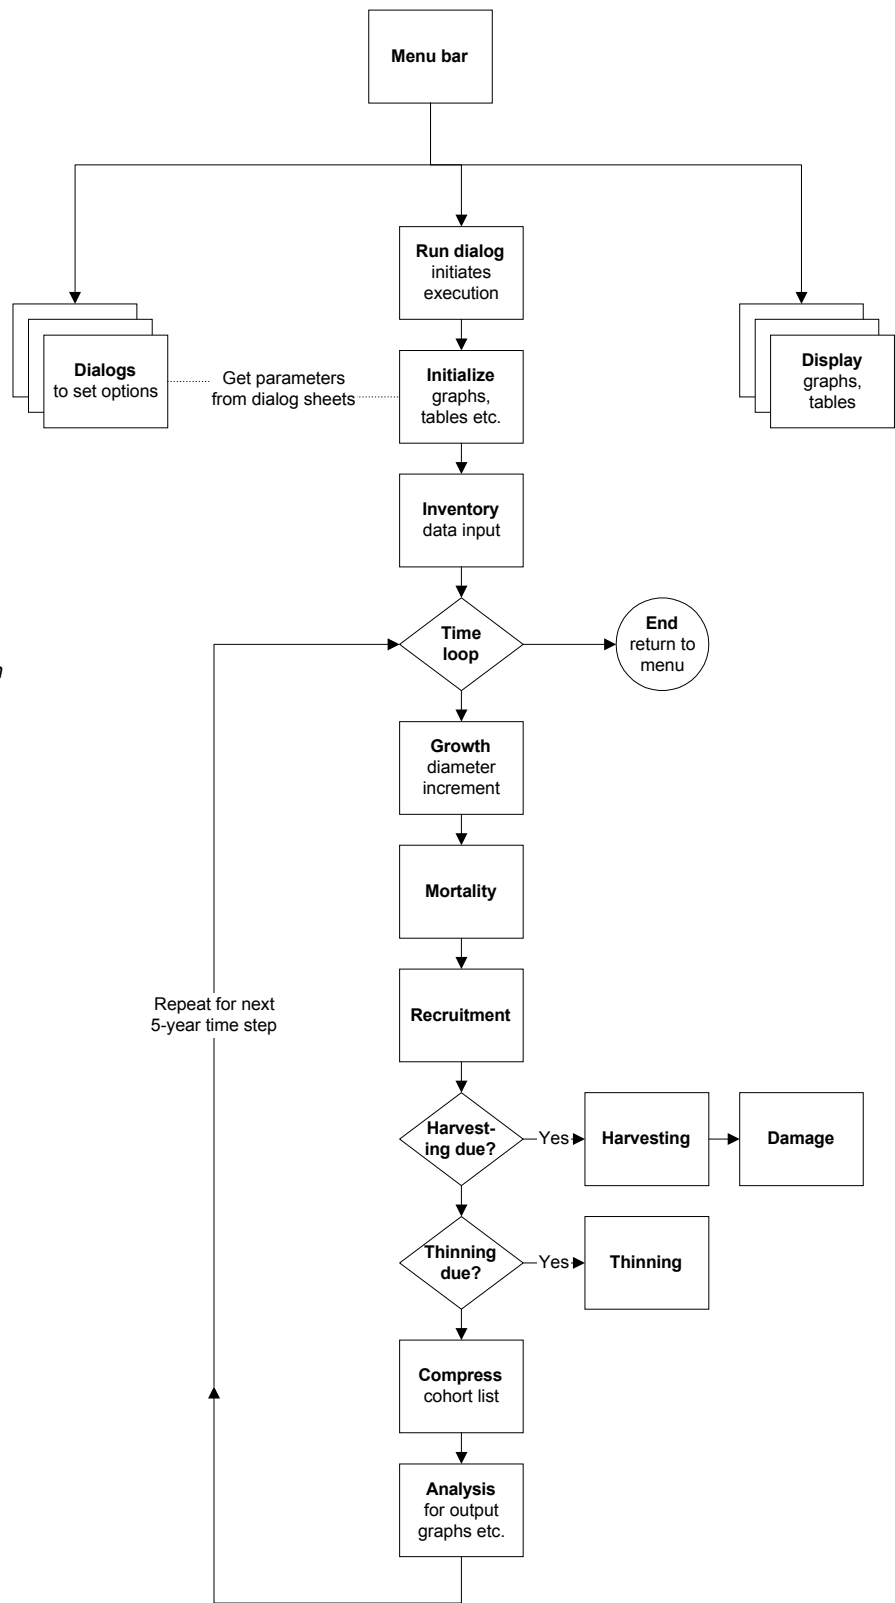 Menu bar
Run dialog
initiates
execution
Dialogs
to set options
Get parameters
from dialog sheets
Initialize
graphs,
tables etc.
Display
graphs,
tables
Inventory
data input
Time
loop
End
return to
menu
Growth
diameter
increment
Mortality
Repeat for next
5-year time step
Recruitment
Harvest-
ing due?
Yes
Harvesting
Damage
Thinning
due?
Yes
Thinning
Compress
cohort list
Analysis
for output
graphs etc.